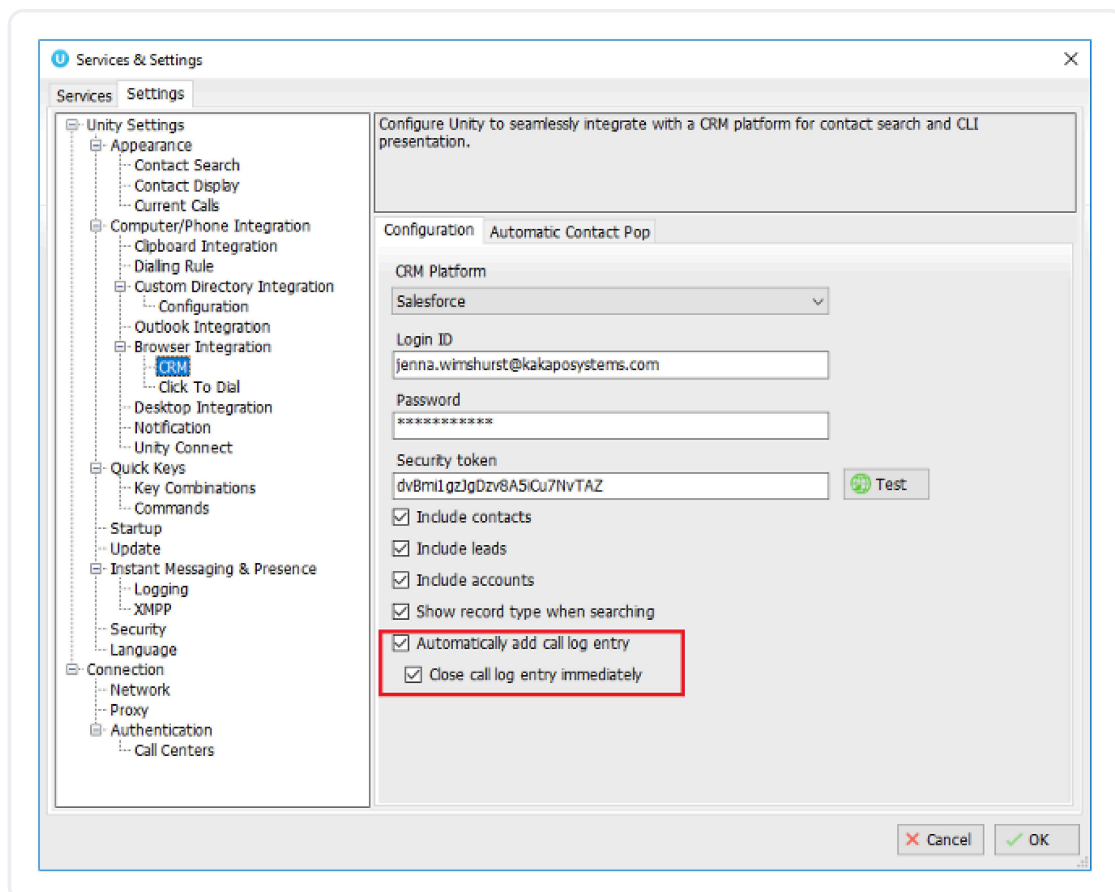 Services & Settings
Services Settings
Unity Settings
Appearance
Contact Search
Contact Display
Current Calls
Computer/Phone Integration
Clipboard Integration
Dialing Rule
Custom Directory Integration
Configuration
Outlook Integration
Browser Integration
CRM
Click To Dial
Desktop Integration
Notification
Unity Connect
Quick Keys
Key Combinations
Commands
Startup
Update
Instant Messaging & Presence
Logging
XMPP
Security
Language
Connection
Network
Proxy
Authentication
Call Centers
Configure Unity to seamlessly integrate with a CRM platform for contact search and CLI
presentation.
Configuration Automatic Contact Pop
CRM Platform
Salesforce
Login ID
jenna.wimshurst@kakaposystems.com
Password
***********
Security token
dvBmi1gzJgDzv8A5iCu7NvTAZ Test
Include contacts
Include leads
Include accounts
Show record type when searching
Automatically add call log entry
Close call log entry immediately
Cancel OK